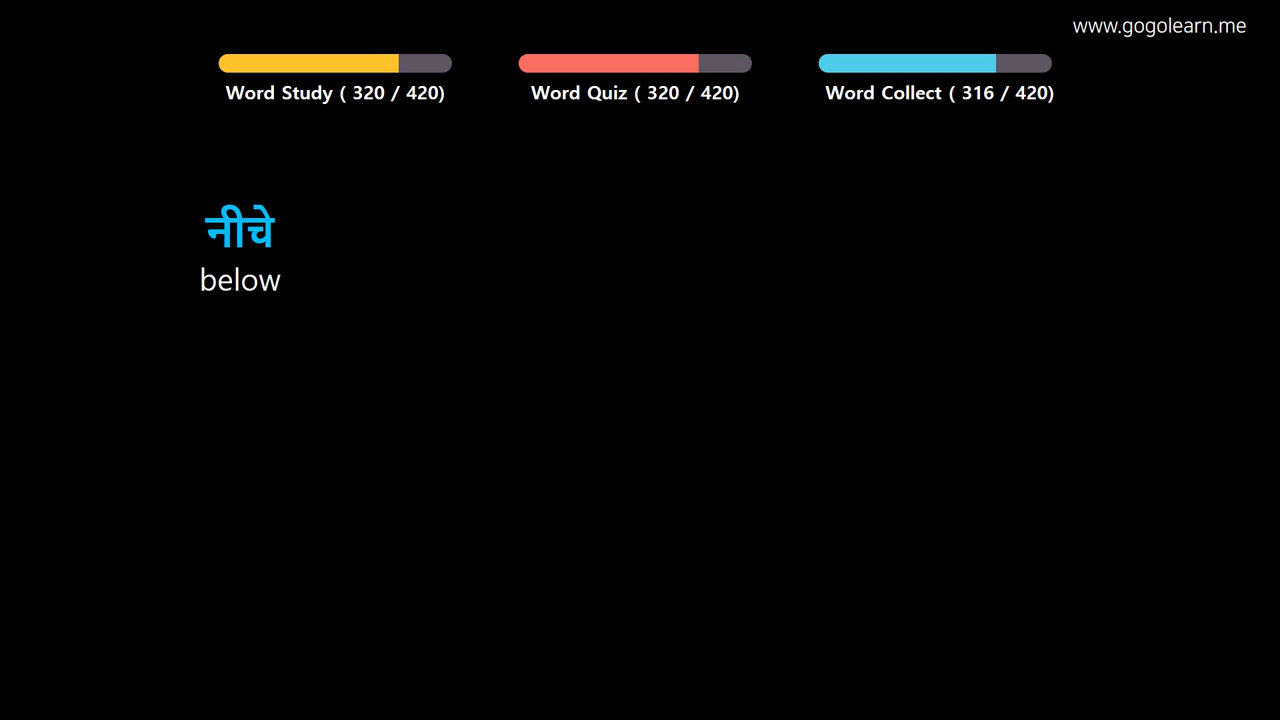 www.gogolearn.me
Word Study ( 320 / 420)
Word Quiz ( 320 / 420)
Word Collect ( 316 / 420)
नीचे
below